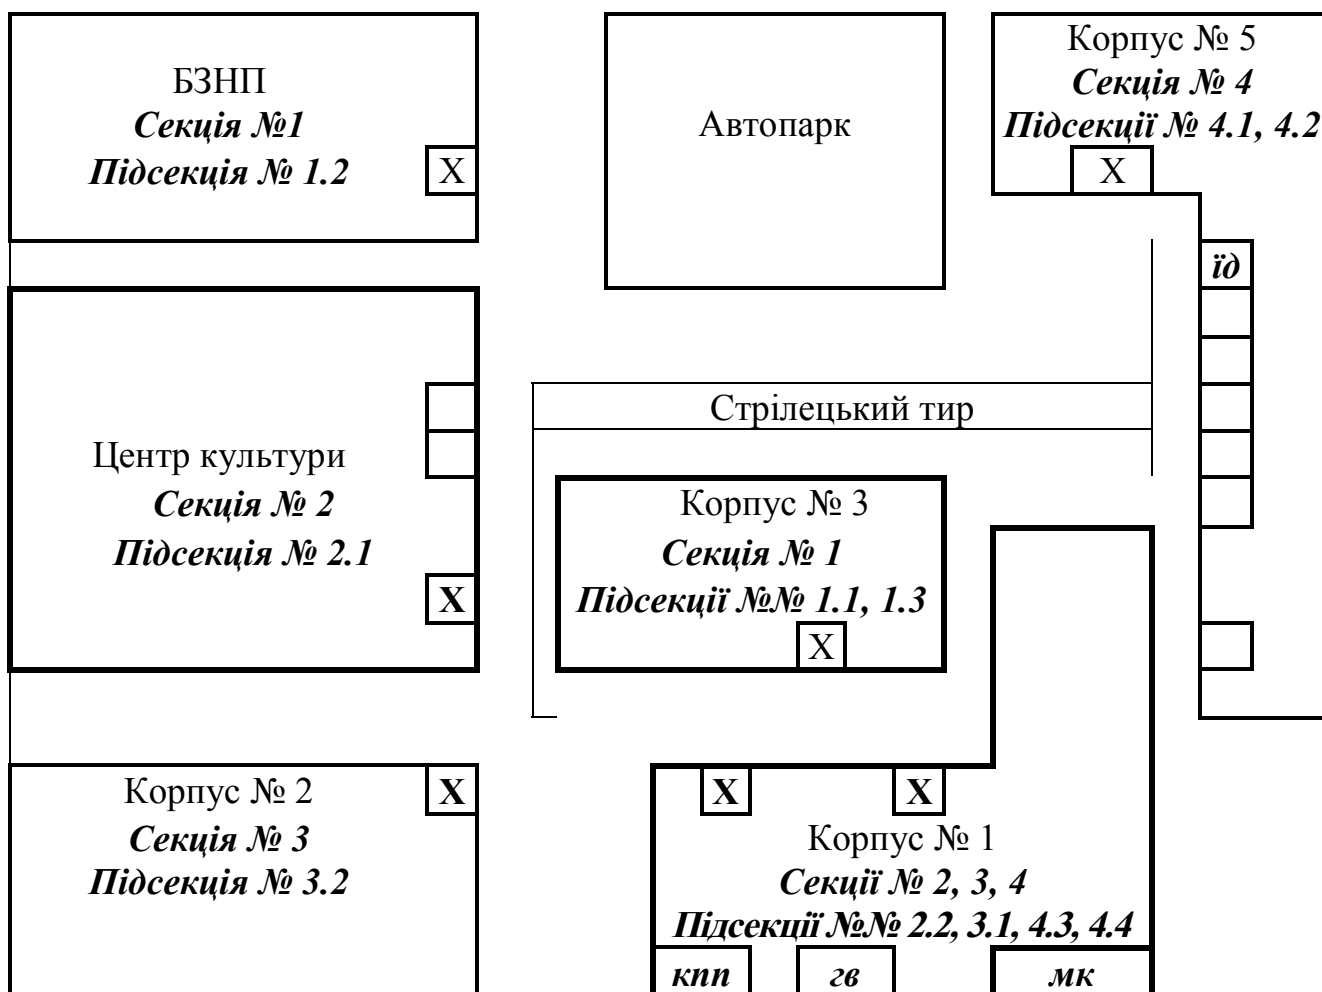 БЗНП
Секція №1
Підсекція № 1.2
X
Автопарк
Корпус № 5
Секція № 4
Підсекції № 4.1, 4.2
X
їд
Стрілецький тир
Центр культури
Секція № 2
Підсекція № 2.1
X
Корпус № 3
Секція № 1
Підсекції №№ 1.1, 1.3
X
Корпус № 2
X
Секція № 3
Підсекція № 3.2
X
X
Корпус № 1
Секції № 2, 3, 4
Підсекції №№ 2.2, 3.1, 4.3, 4.4
кпп
гв
мк